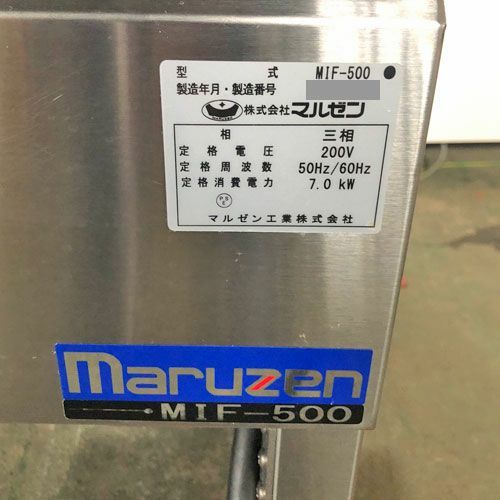 型 式 MIF-500
製造年月・製造番号
株式会社 マルゼン
相 三相
定格電圧 200V
定格周波数 50Hz/60Hz
定格消費電力 7.0 kW
PS
E
マルゼン工業株式会社
maruzen
MIF-500